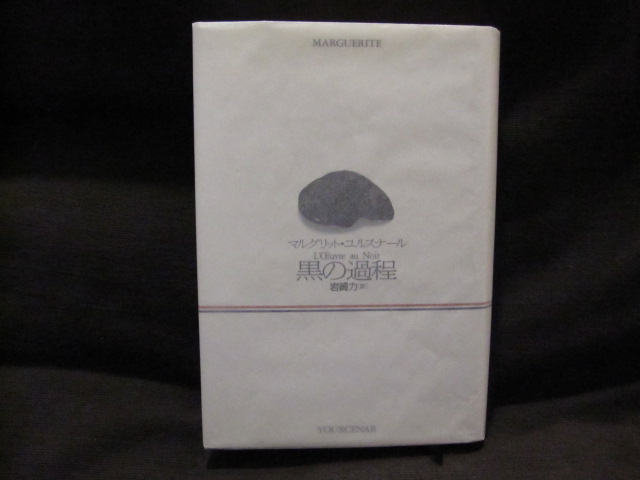 MARGUERITE
マルグリット・ユルスナール
L'Œuvre au Noir
黒の過程
岩崎力 訳
YOURCENAR